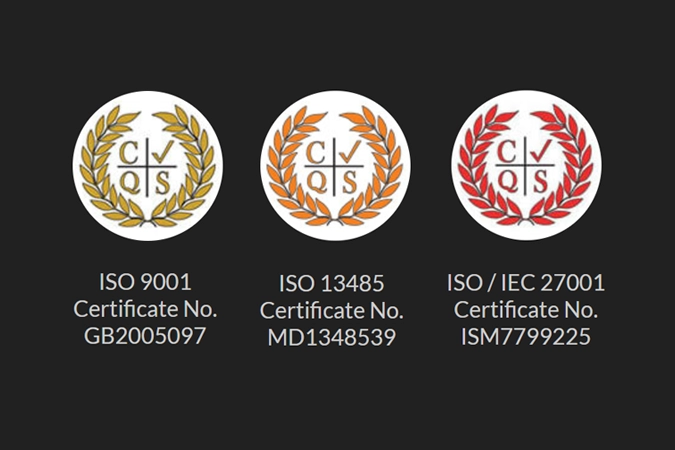 C
Q S
ISO 9001
Certificate No.
GB2005097
C
Q S
ISO 13485
Certificate No.
MD1348539
C
Q S
ISO / IEC 27001
Certificate No.
ISM7799225